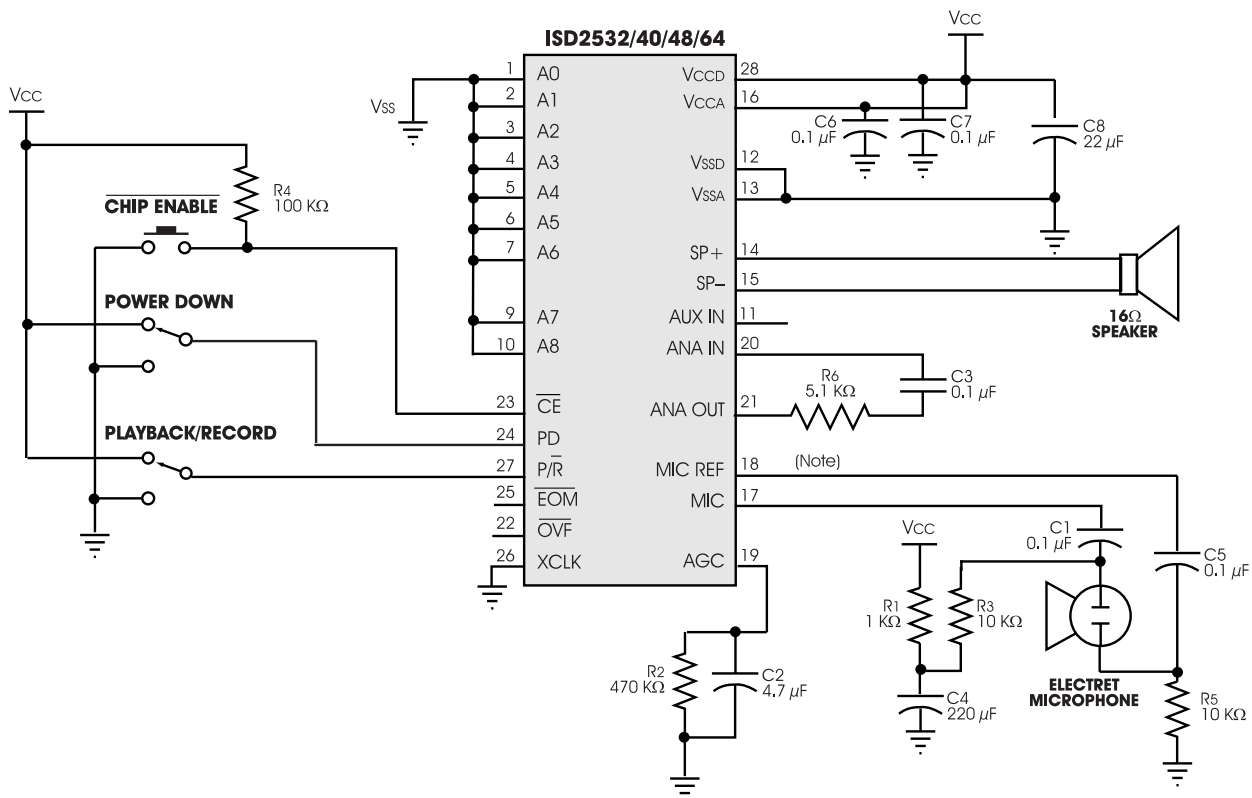 ISD2532/40/48/64
VCC
VSS
R4
100 KΩ
CHIP ENABLE
POWER DOWN
PLAYBACK/RECORD
1 A0
2 A1
3 A2
4 A3
5 A4
6 A5
7 A6
9 A7
10 A8
23 CE
24 PD
27 P/R
25 EOM
22 OVF
26 XCLK
VCCD 28
VCCA 16
VSSD 12
VSSA 13
SP+ 14
SP– 15
AUX IN 11
ANA IN 20
ANA OUT 21
MIC REF 18 (Note)
MIC 17
AGC 19
VCC
C6
0.1 μF
C7
0.1 μF
C8
22 μF
16Ω
SPEAKER
R6
5.1 KΩ
C3
0.1 μF
C1
0.1 μF
C5
0.1 μF
VCC
R1
1 KΩ
R3
10 KΩ
C4
220 μF
ELECTRET
MICROPHONE
R5
10 KΩ
R2
470 KΩ
C2
4.7 μF